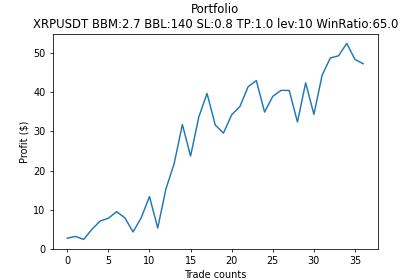 Portfolio
XRPUSDT BBM:2.7 BBL:140 SL:0.8 TP:1.0 lev:10 WinRatio:65.0
Profit ($)
50
40
30
20
10
0
0 5 10 15 20 25 30 35
Trade counts